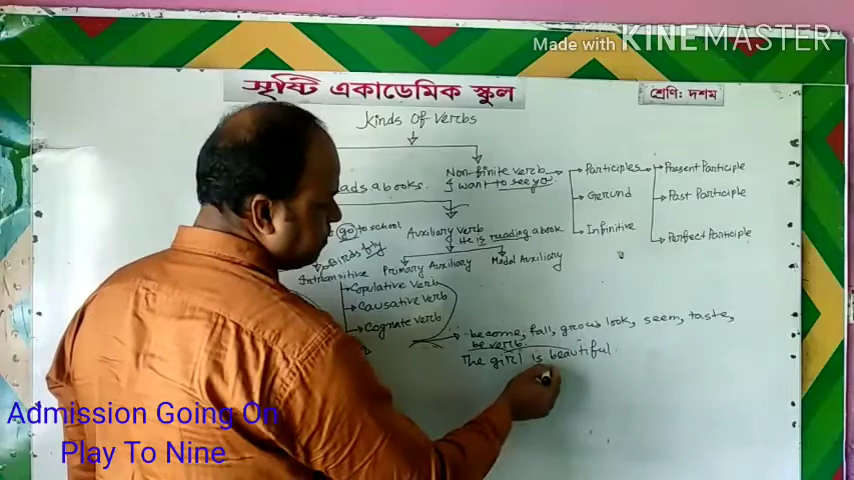 Made with KINEMASTER
সৃষ্টি একাডেমিক স্কুল
শ্রেণি: দশম
Kinds Of Verbs
Non-finite verb
I want to see you.
Participles
Present Participle
Gerund
Past Participle
Infinitive
Perfect Participle
ads a books.
go to school
Auxiliary verb
He is reading a book
Birds fly
Intransitive
Primary Auxiliary
Modal Auxiliary
Copulative Verb
Causative Verb
Cognate Verb
become, fall, grow, look, seem, taste,
be verb.
The girl is beautiful.
Admission Going On
Play To Nine